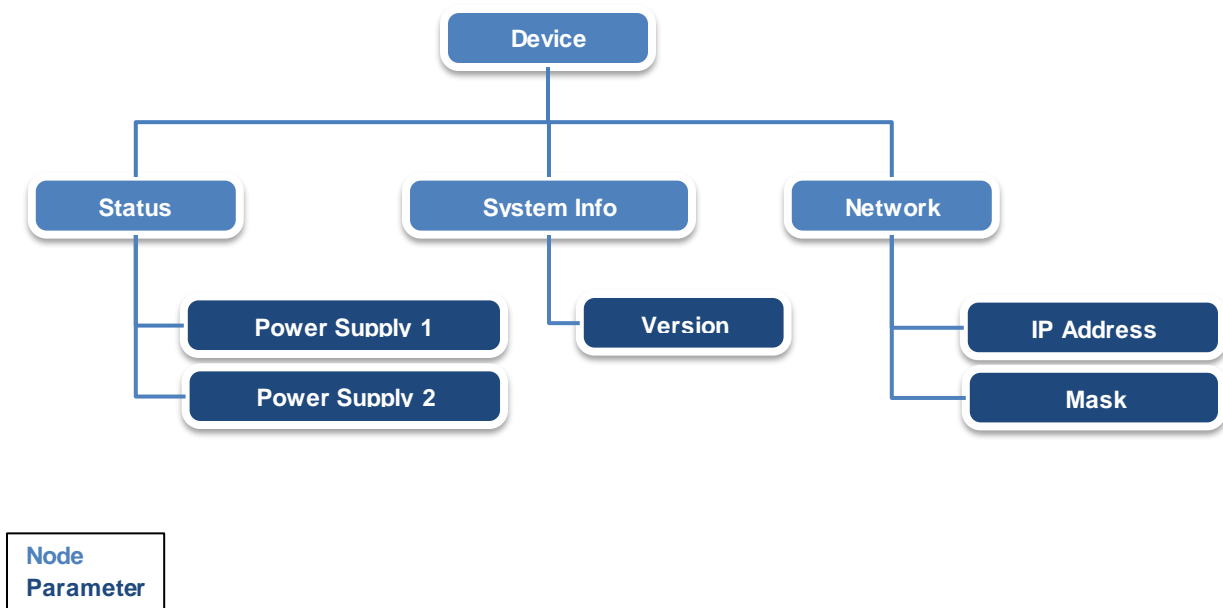 Device
Status
System Info
Network
Power Supply 1
Version
IP Address
Power Supply 2
Mask
Node
Parameter